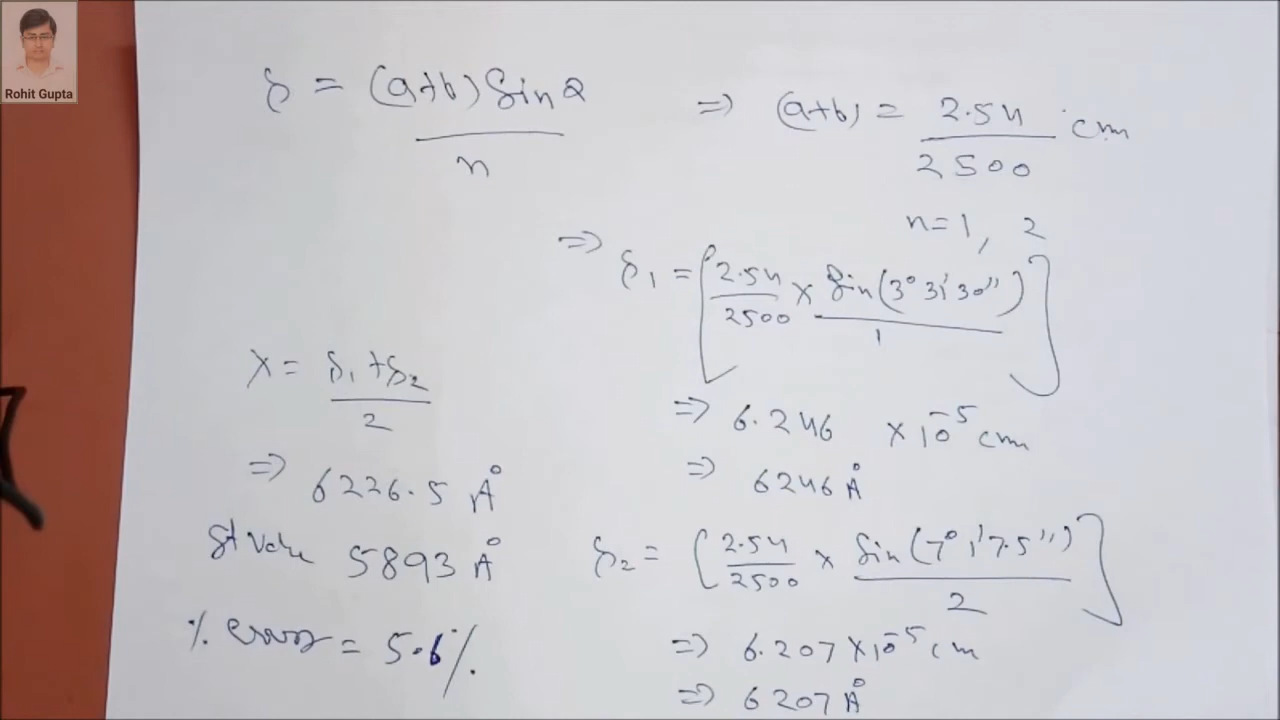 Rohit Gupta
δ = (a+b) Sin α / n
=> (a+b) = 2.54 / 2500 cm
n = 1, 2
=> δ1 = [2.54 / 2500 × Sin(3° 31' 30'') / 1]
=> 6.246 × 10^-5 cm
=> 6246 Å
δ2 = [2.54 / 2500 × Sin(7° 1' 7.5'') / 2]
=> 6.207 × 10^-5 cm
=> 6207 Å
X = δ1 + δ2 / 2
=> 6226.5 Å
St Value 5893 Å
% error = 5.6 %